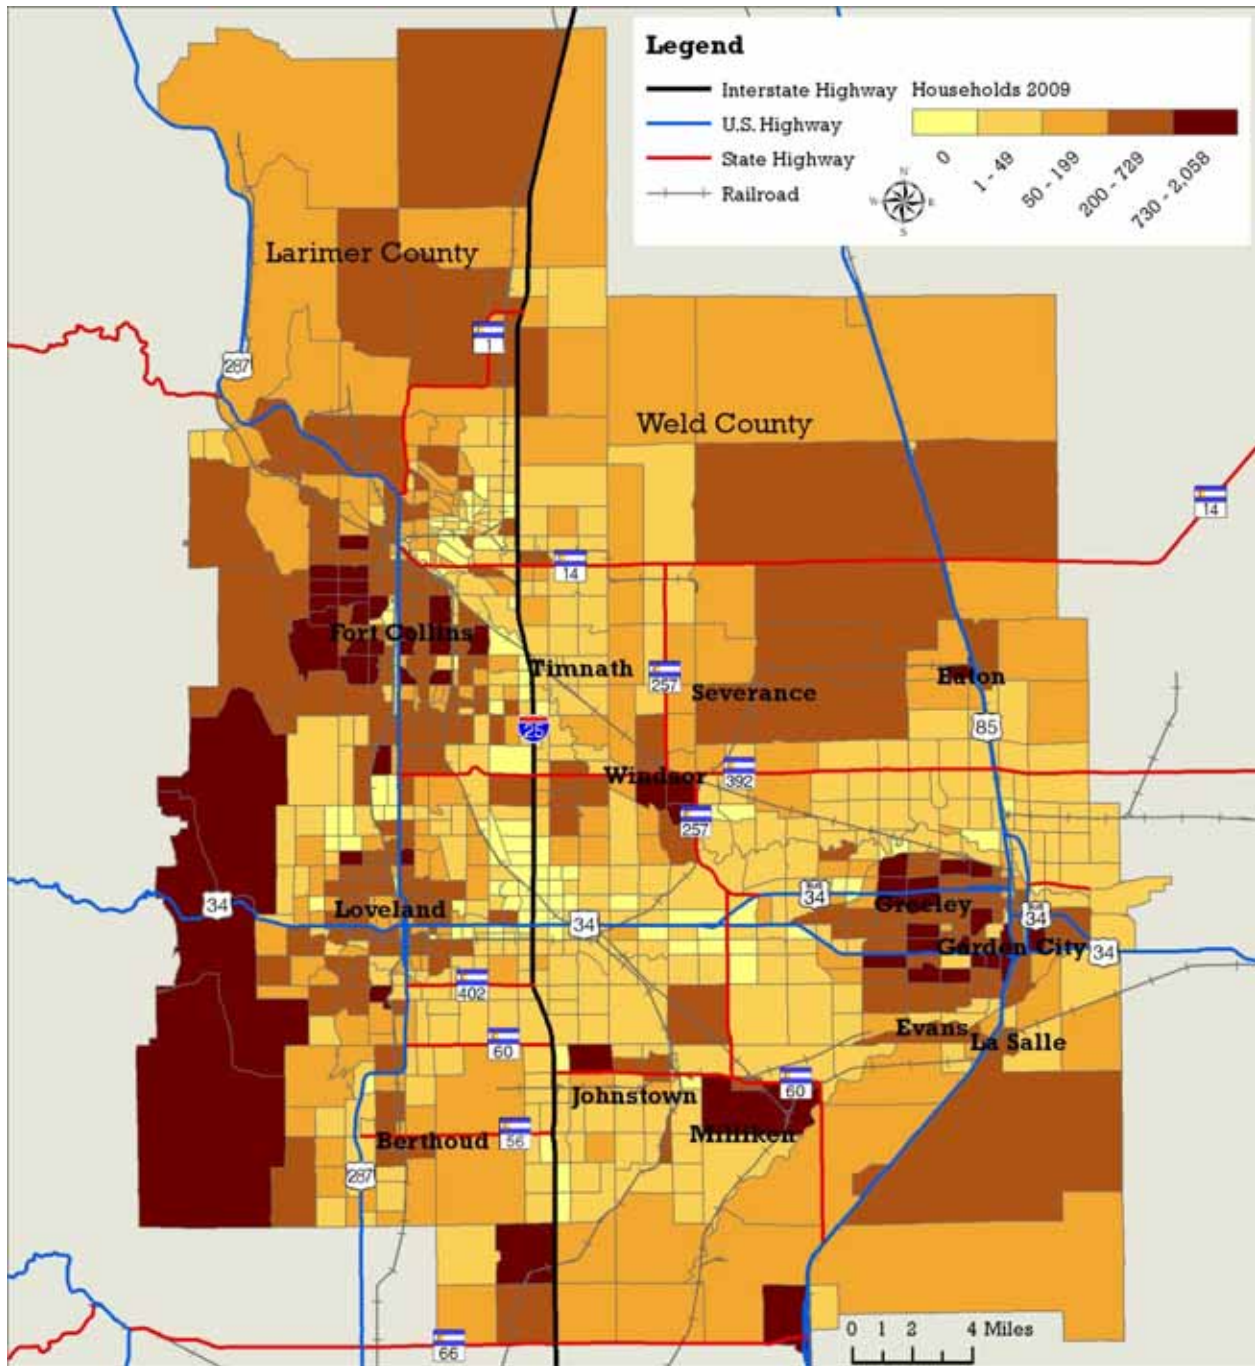 Legend
Interstate Highway
U.S. Highway
State Highway
Railroad
Households 2009
0
1 - 49
50 - 199
200 - 729
730 - 2,058
N
W
E
S
Larimer County
1
287
Weld County
14
14
Fort Collins
Timnath
257
Severance
Eaton
25
85
Windsor
392
257
34
Loveland
34
34
Greeley
34
Garden City
34
402
Evans
La Salle
60
Johnstown
60
Milliken
Berthoud
56
287
66
0 1 2 4 Miles